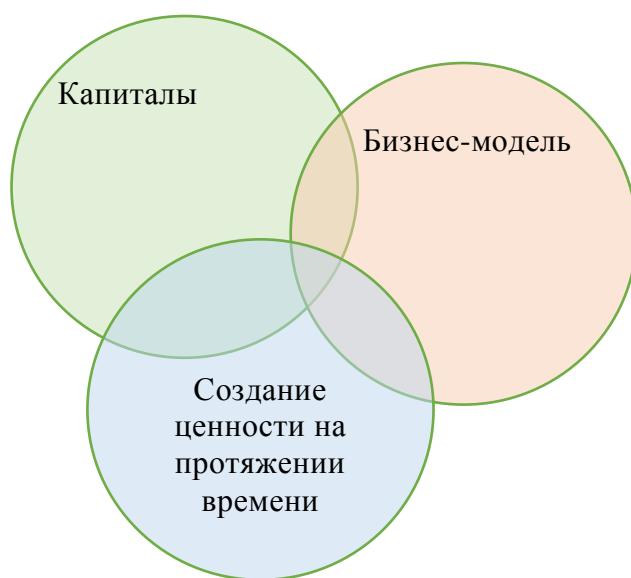 Капиталы
Бизнес-модель
Создание
ценности на
протяжении
времени